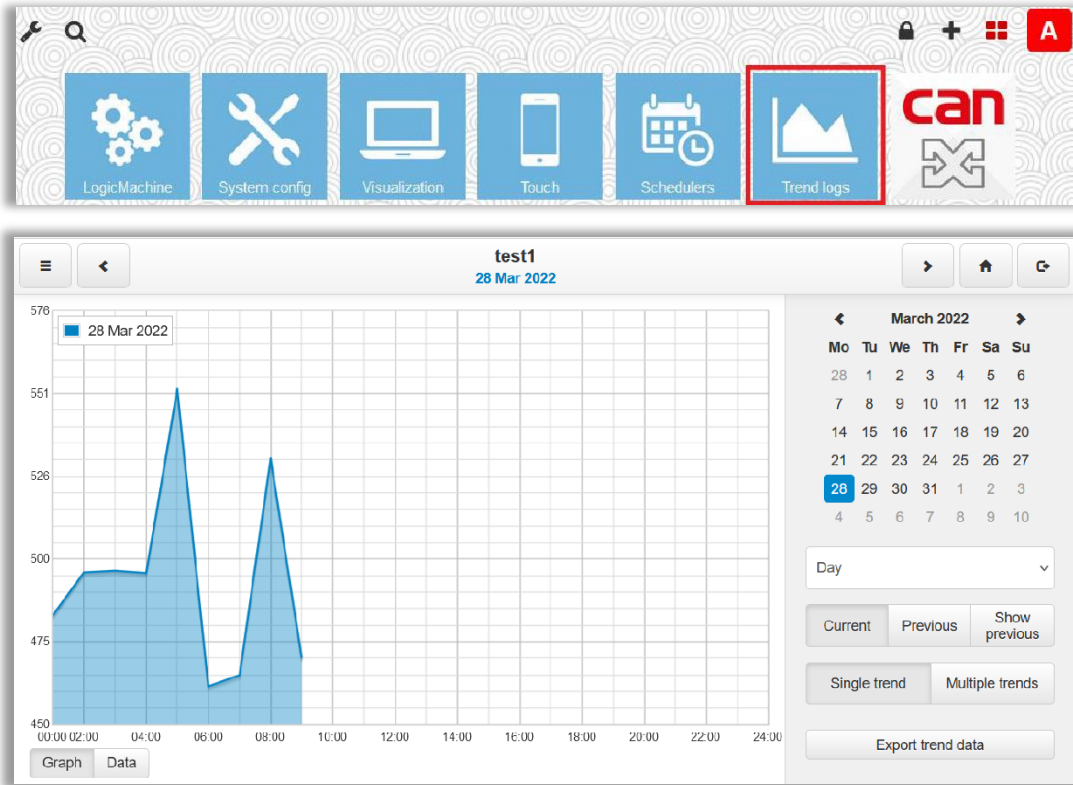 A
can
LogicMachine System config Visualization Touch Schedulers Trend logs
test1
28 Mar 2022
576
28 Mar 2022
551
526
500
475
450
00:00 02:00 04:00 06:00 08:00 10:00 12:00 14:00 16:00 18:00 20:00 22:00 24:00
Graph Data
March 2022
Mo Tu We Th Fr Sa Su
28 1 2 3 4 5 6
7 8 9 10 11 12 13
14 15 16 17 18 19 20
21 22 23 24 25 26 27
28 29 30 31 1 2 3
4 5 6 7 8 9 10
Day
Current Previous Show previous
Single trend Multiple trends
Export trend data